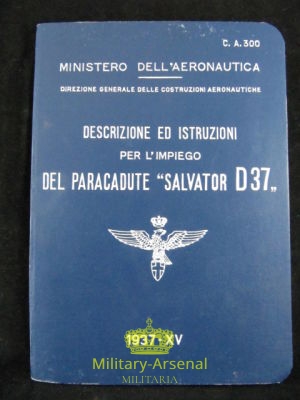 C. A. 300
MINISTERO DELL'AERONAUTICA
DIREZIONE GENERALE DELLE COSTRUZIONI AERONAUTICHE
DESCRIZIONE ED ISTRUZIONI
PER L'IMPIEGO
DEL PARACADUTE "SALVATOR D 37„
1937 - XV
Military-Arsenal
MILITARIA